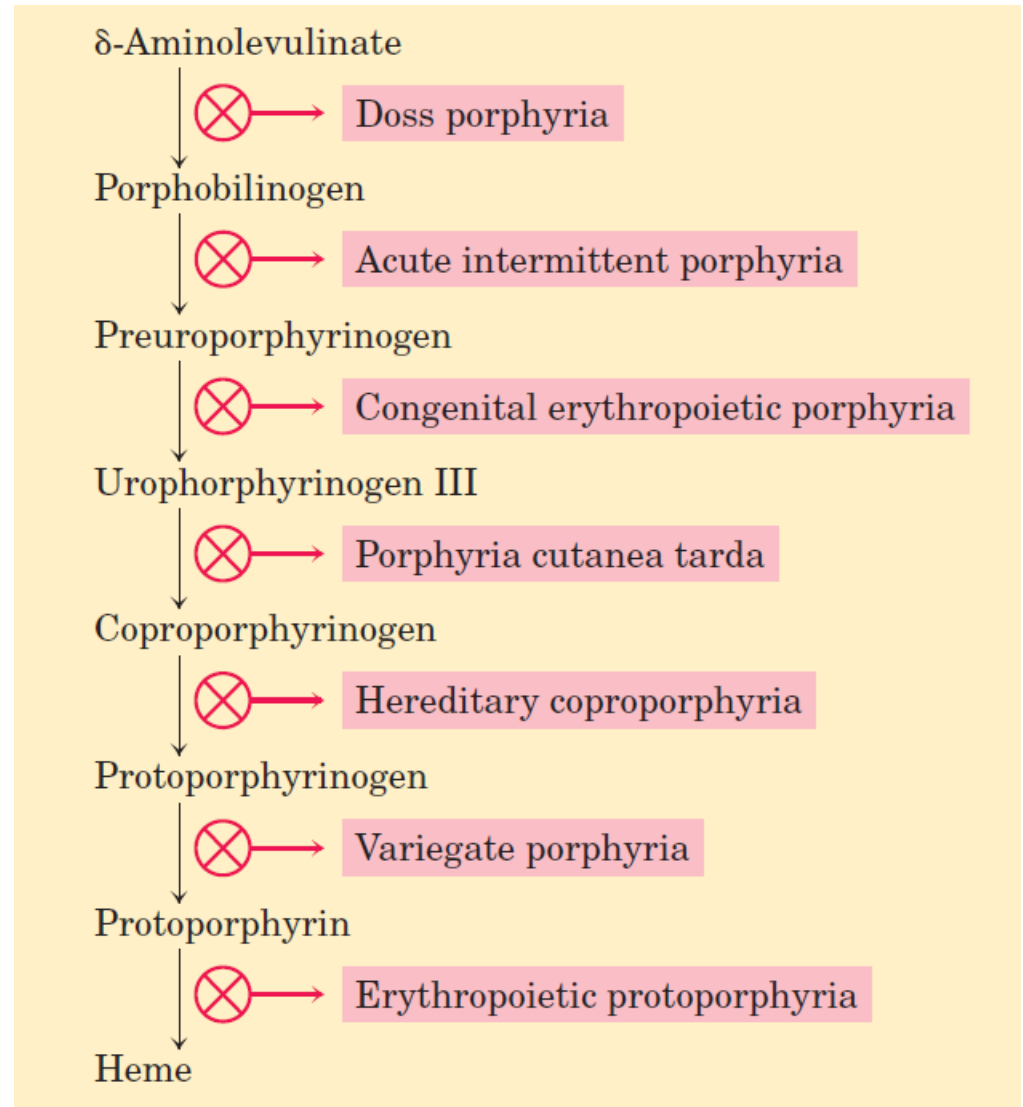 δ-Aminolevulinate
Doss porphyria
Porphobilinogen
Acute intermittent porphyria
Preuroporphyrinogen
Congenital erythropoietic porphyria
Urophorphyrinogen III
Porphyria cutanea tarda
Coproporphyrinogen
Hereditary coproporphyria
Protoporphyrinogen
Variegate porphyria
Protoporphyrin
Erythropoietic protoporphyria
Heme